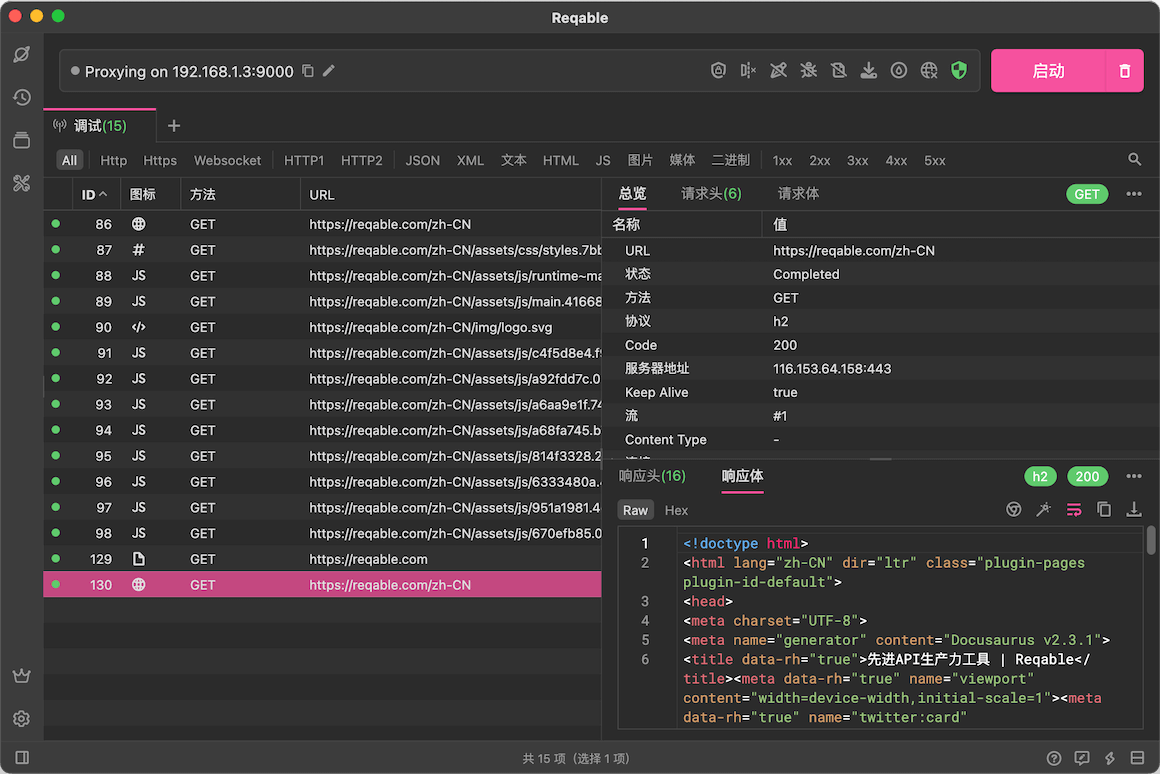 Reqable
Proxying on 192.168.1.3:9000
启动
调试(15)
All Http Https Websocket HTTP1 HTTP2 JSON XML 文本 HTML JS 图片 媒体 二进制 1xx 2xx 3xx 4xx 5xx
ID 图标 方法 URL
86 GET https://reqable.com/zh-CN
87 # GET https://reqable.com/zh-CN/assets/css/styles.7bb
88 JS GET https://reqable.com/zh-CN/assets/js/runtime~ma
89 JS GET https://reqable.com/zh-CN/assets/js/main.41668
90 </> GET https://reqable.com/zh-CN/img/logo.svg
91 JS GET https://reqable.com/zh-CN/assets/js/c4f5d8e4.f9
92 JS GET https://reqable.com/zh-CN/assets/js/a92fdd7c.0
93 JS GET https://reqable.com/zh-CN/assets/js/a6aa9e1f.74
94 JS GET https://reqable.com/zh-CN/assets/js/a68fa745.b
95 JS GET https://reqable.com/zh-CN/assets/js/814f3328.2
96 JS GET https://reqable.com/zh-CN/assets/js/6333480a.
97 JS GET https://reqable.com/zh-CN/assets/js/951a1981.4
98 JS GET https://reqable.com/zh-CN/assets/js/670efb85.0
129 GET https://reqable.com
130 GET https://reqable.com/zh-CN
总览 请求头(6) 请求体 GET
名称 值
URL https://reqable.com/zh-CN
状态 Completed
方法 GET
协议 h2
Code 200
服务器地址 116.153.64.158:443
Keep Alive true
流 #1
Content Type -
响应头(16) 响应体 h2 200
Raw Hex
1 <!doctype html>
2 <html lang="zh-CN" dir="ltr" class="plugin-pages
plugin-id-default">
3 <head>
4 <meta charset="UTF-8">
5 <meta name="generator" content="Docusaurus v2.3.1">
6 <title data-rh="true">先进API生产力工具 | Reqable</
title><meta data-rh="true" name="viewport"
content="width=device-width,initial-scale=1"><meta
data-rh="true" name="twitter:card"
共 15 项（选择 1 项）